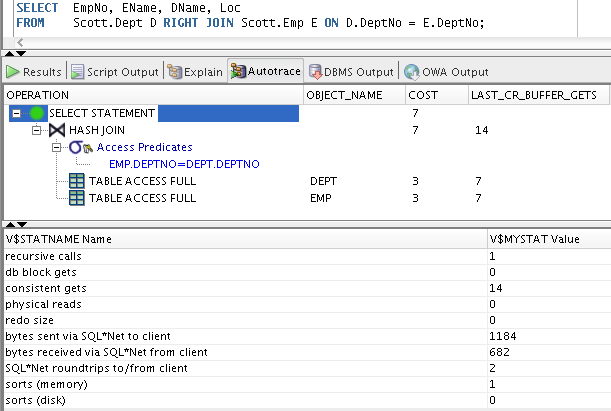 SELECT EmpNo, EName, DName, Loc
FROM Scott.Dept D RIGHT JOIN Scott.Emp E ON D.DeptNo = E.DeptNo;
Results Script Output Explain Autotrace DBMS Output OWA Output
OPERATION OBJECT_NAME COST LAST_CR_BUFFER_GETS
SELECT STATEMENT 7
HASH JOIN 7 14
Access Predicates
EMP.DEPTNO=DEPT.DEPTNO
TABLE ACCESS FULL DEPT 3 7
TABLE ACCESS FULL EMP 3 7
V$STATNAME Name V$MYSTAT Value
recursive calls 1
db block gets 0
consistent gets 14
physical reads 0
redo size 0
bytes sent via SQL*Net to client 1184
bytes received via SQL*Net from client 682
SQL*Net roundtrips to/from client 2
sorts (memory) 1
sorts (disk) 0